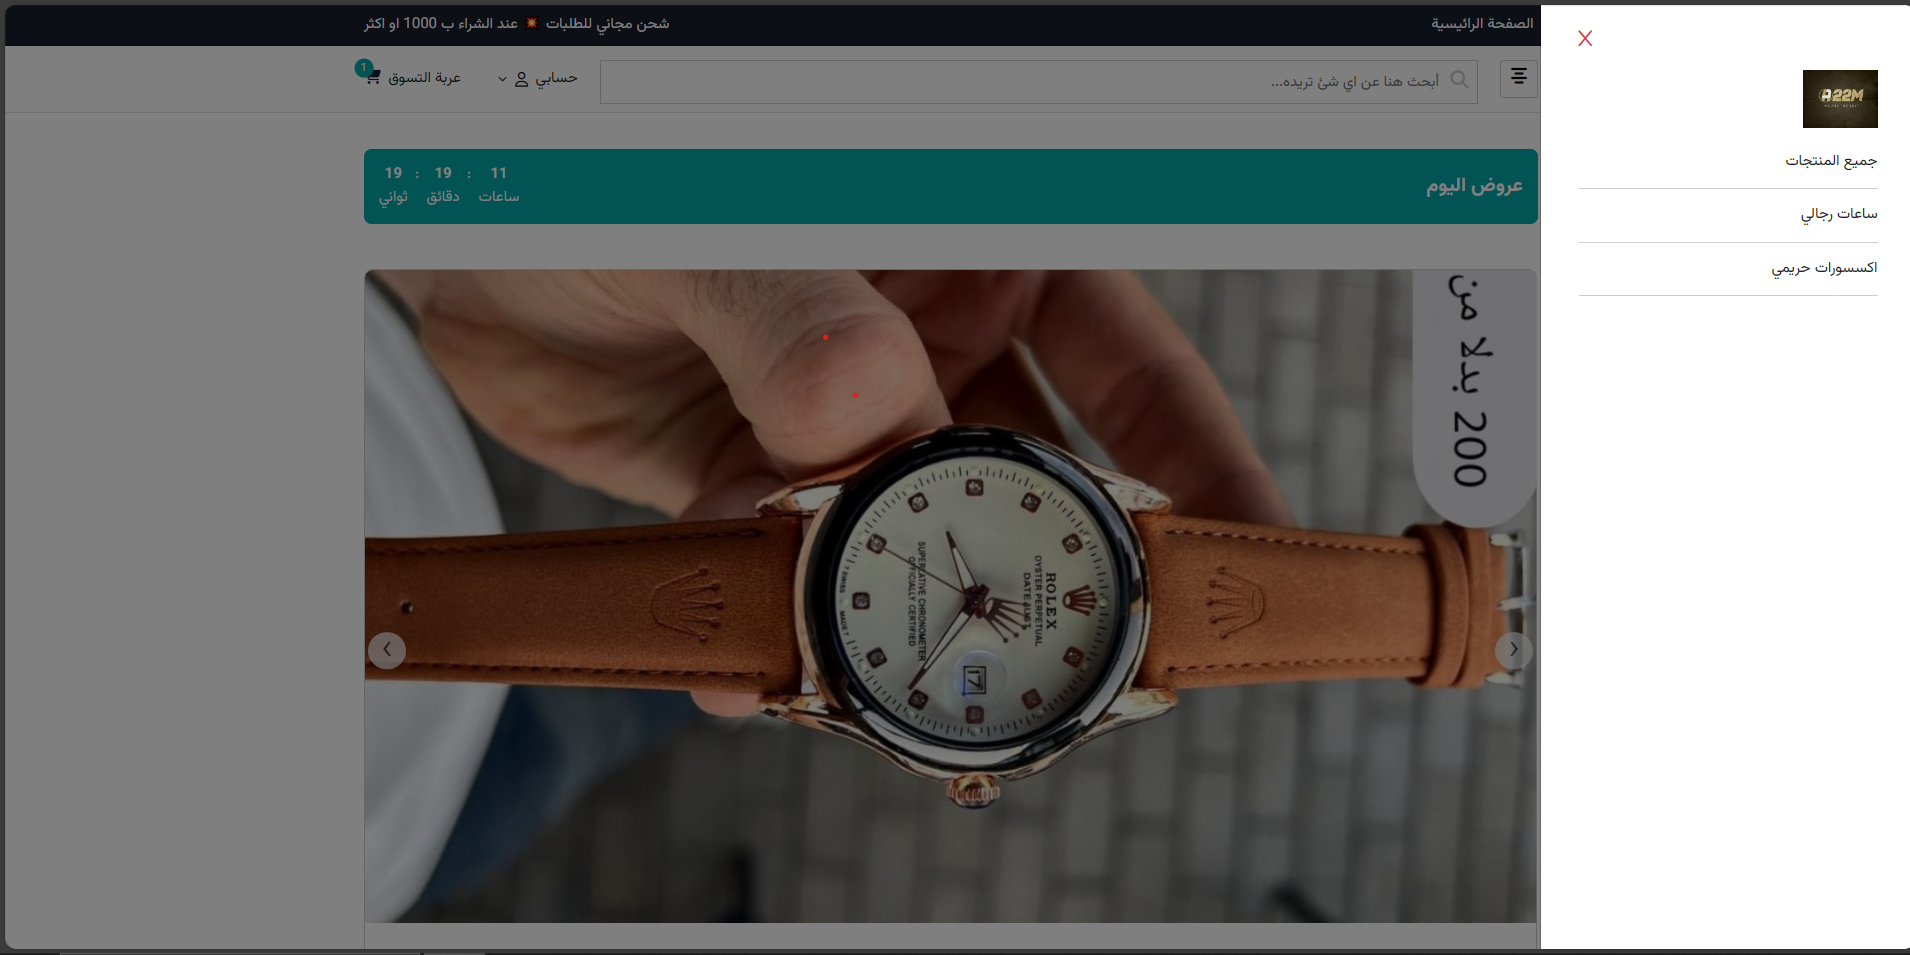 الصفحة الرائيسية
شحن مجاني للطلبات 💥 عند الشراء ب 1000 او اكثر
أبحث هنا عن اي شئ تريده...
حسابي
عربة التسوق
1
A22M
جميع المنتجات
ساعات رجالي
اكسسورات حريمي
عروض اليوم
11 : 19 : 19
ساعات دقائق ثواني
200 بدلا من
ROLEX
OYSTER PERPETUAL
DATEJUST
SUPERLATIVE CHRONOMETER
OFFICIALLY CERTIFIED
17